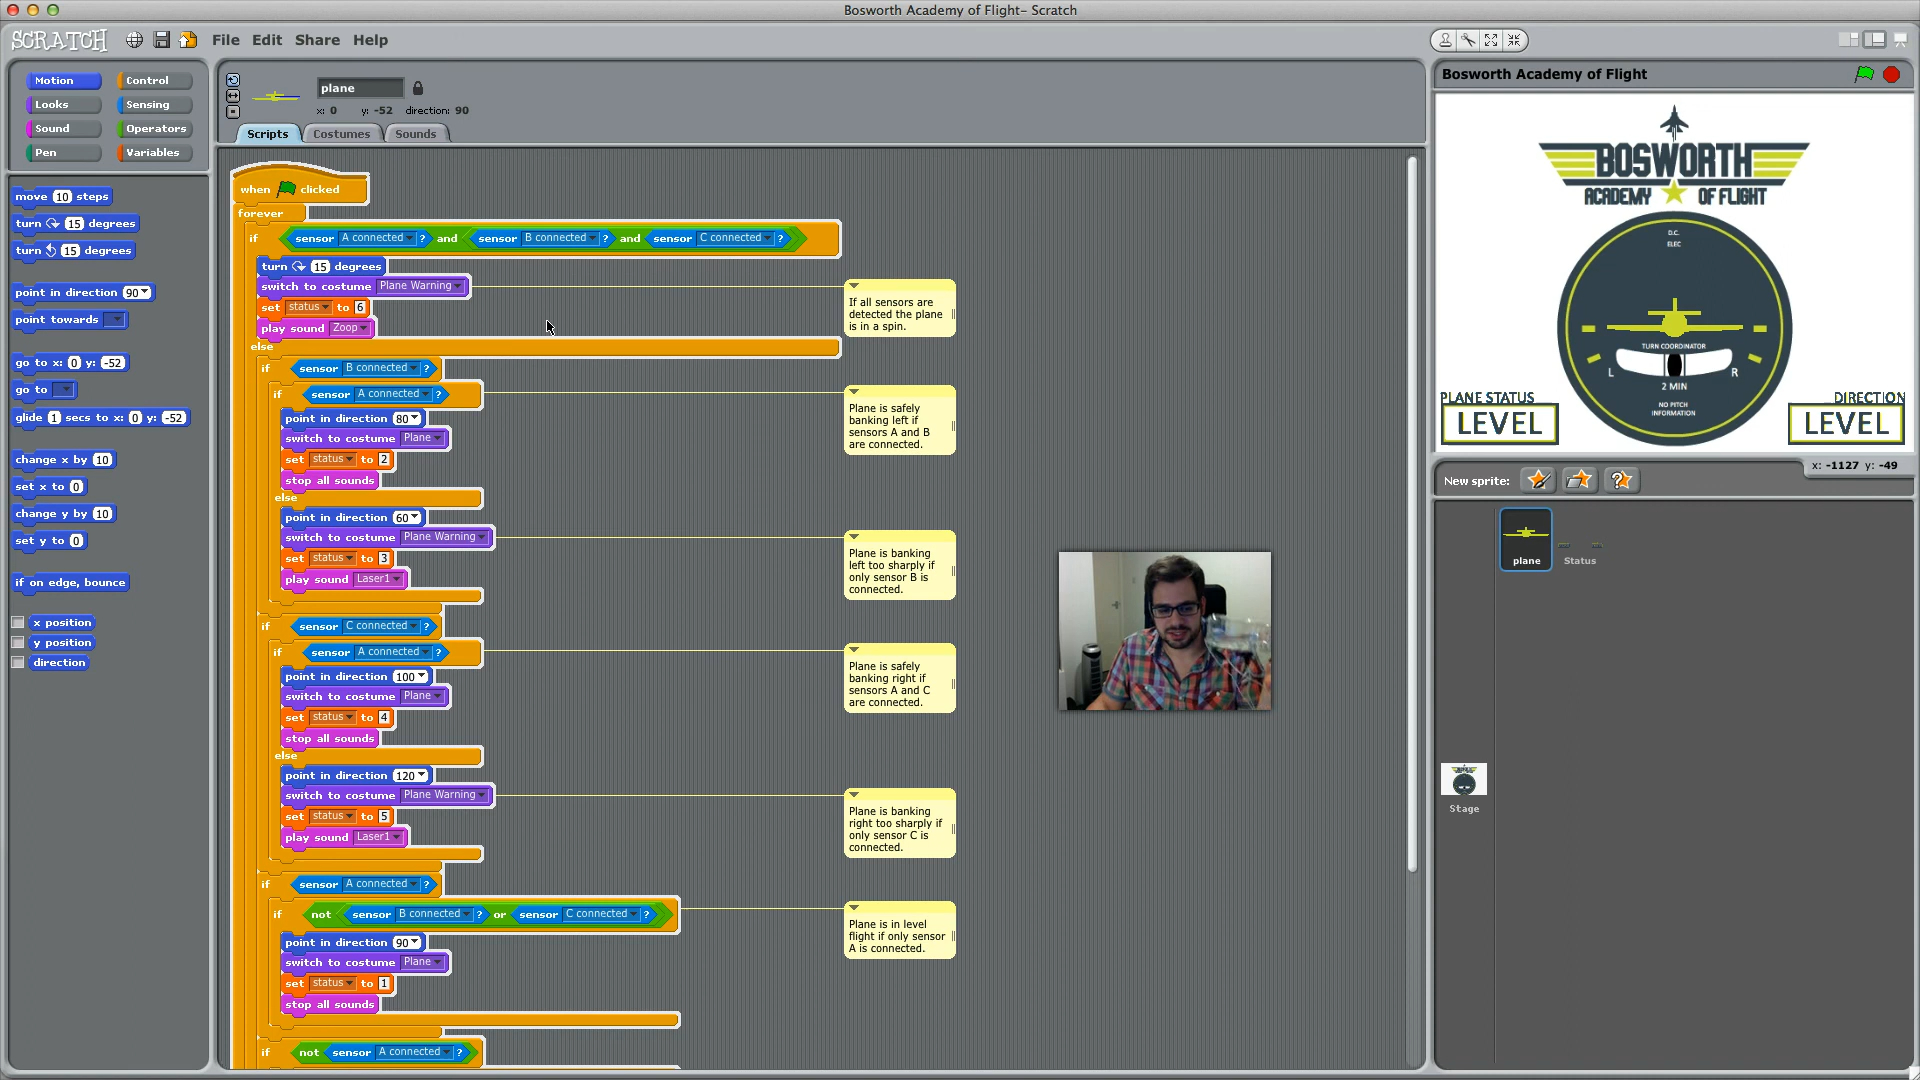 Bosworth Academy of Flight– Scratch
SCRATCH
File Edit Share Help
Motion Control
Looks Sensing
Sound Operators
Pen Variables
move 10 steps
turn 15 degrees
turn 15 degrees
point in direction 90
point towards
go to x: 0 y: -52
go to
glide 1 secs to x: 0 y: -52
change x by 10
set x to 0
change y by 10
set y to 0
if on edge, bounce
x position
y position
direction
plane
x: 0 y: -52 direction: 90
Scripts Costumes Sounds
when clicked
forever
if sensor A connected ? and sensor B connected ? and sensor C connected ?
turn 15 degrees
switch to costume Plane Warning
set status to 6
play sound Zoop
else
if sensor B connected ?
if sensor A connected ?
point in direction 80
switch to costume Plane
set status to 2
stop all sounds
else
point in direction 60
switch to costume Plane Warning
set status to 3
play sound Laser1
if sensor C connected ?
if sensor A connected ?
point in direction 100
switch to costume Plane
set status to 4
stop all sounds
else
point in direction 120
switch to costume Plane Warning
set status to 5
play sound Laser1
if sensor A connected ?
if not sensor B connected ? or sensor C connected ?
point in direction 90
switch to costume Plane
set status to 1
stop all sounds
if not sensor A connected ?
If all sensors are
detected the plane
is in a spin.
Plane is safely
banking left if
sensors A and B
are connected.
Plane is banking
left too sharply if
only sensor B is
connected.
Plane is safely
banking right if
sensors A and C
are connected.
Plane is banking
right too sharply if
only sensor C is
connected.
Plane is in level
flight if only sensor
A is connected.
Bosworth Academy of Flight
BOSWORTH
ACADEMY OF FLIGHT
D.C.
ELEC
TURN COORDINATOR
L R
2 MIN
NO PITCH
INFORMATION
PLANE STATUS
LEVEL
DIRECTION
LEVEL
x: -1127 y: -49
New sprite:
plane
Status
Stage